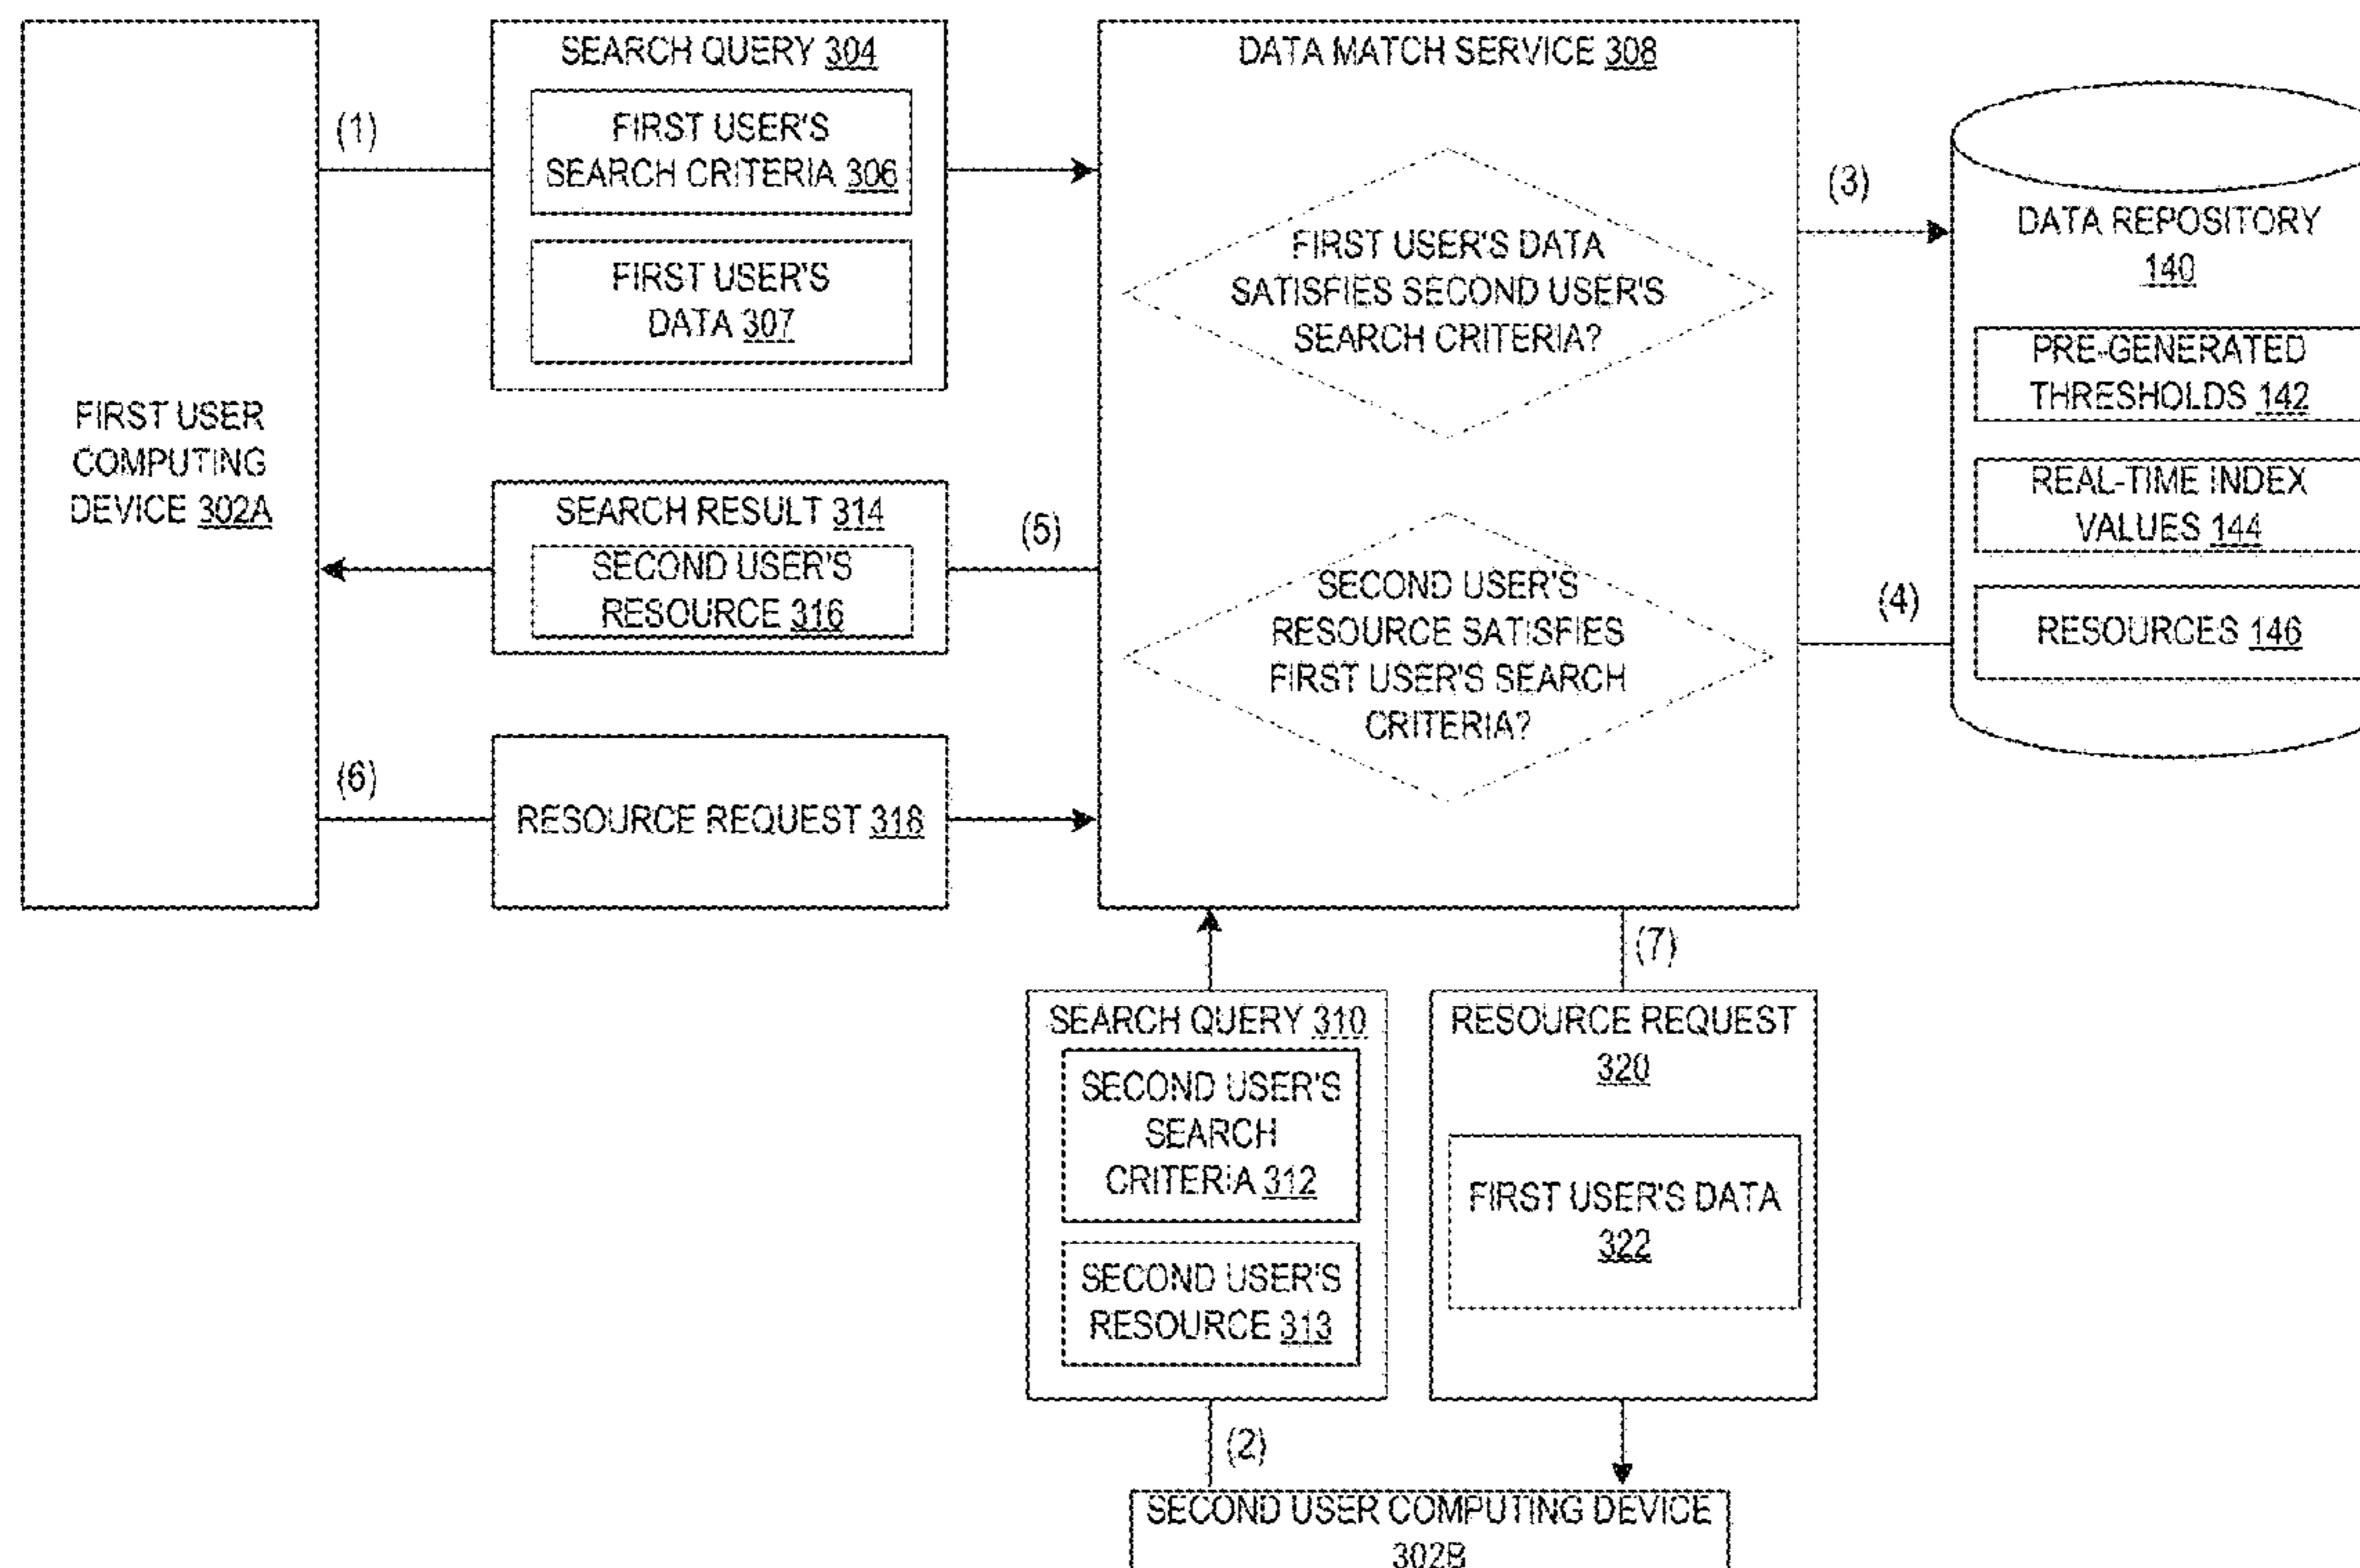 SEARCH QUERY 304
FIRST USER'S
SEARCH CRITERIA 306
FIRST USER'S
DATA 307
(1)
FIRST USER
COMPUTING
DEVICE 302A
SEARCH RESULT 314
SECOND USER'S
RESOURCE 316
(5)
(6)
RESOURCE REQUEST 318
DATA MATCH SERVICE 308
FIRST USER'S DATA
SATISFIES SECOND USER'S
SEARCH CRITERIA?
SECOND USER'S
RESOURCE SATISFIES
FIRST USER'S SEARCH
CRITERIA?
(3)
(4)
DATA REPOSITORY
140
PRE-GENERATED
THRESHOLDS 142
REAL-TIME INDEX
VALUES 144
RESOURCES 146
(7)
SEARCH QUERY 310
SECOND USER'S
SEARCH
CRITERIA 312
SECOND USER'S
RESOURCE 313
RESOURCE REQUEST
320
FIRST USER'S DATA
322
(2)
SECOND USER COMPUTING DEVICE
302B